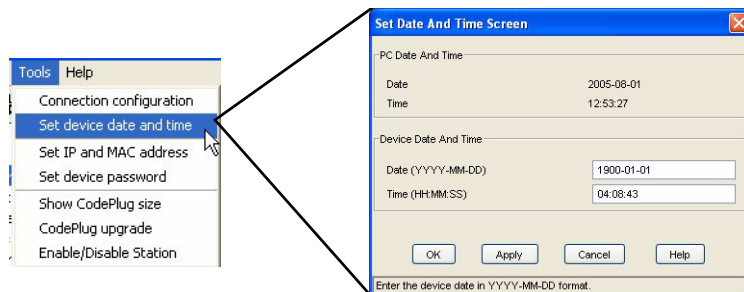 Tools Help
Connection configuration
Set device date and time
Set IP and MAC address
Set device password
Show CodePlug size
CodePlug upgrade
Enable/Disable Station
Set Date And Time Screen
PC Date And Time
Date 2005-08-01
Time 12:53:27
Device Date And Time
Date (YYYY-MM-DD) 1900-01-01
Time (HH:MM:SS) 04:08:43
OK Apply Cancel Help
Enter the device date in YYYY-MM-DD format.